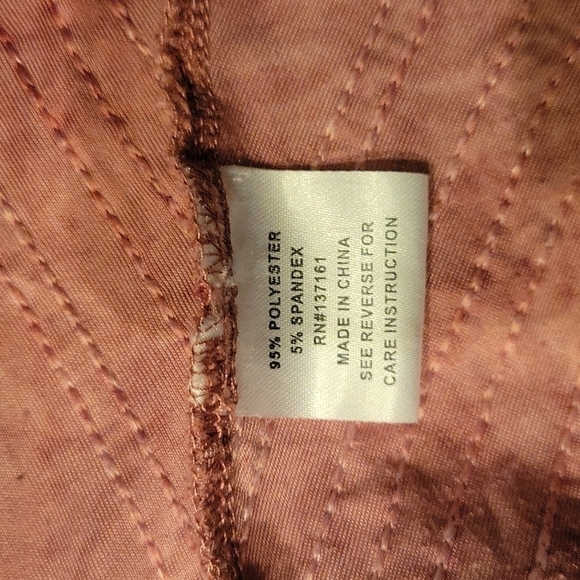 95% POLYESTER
5% SPANDEX
RN#137161
MADE IN CHINA
SEE REVERSE FOR
CARE INSTRUCTION